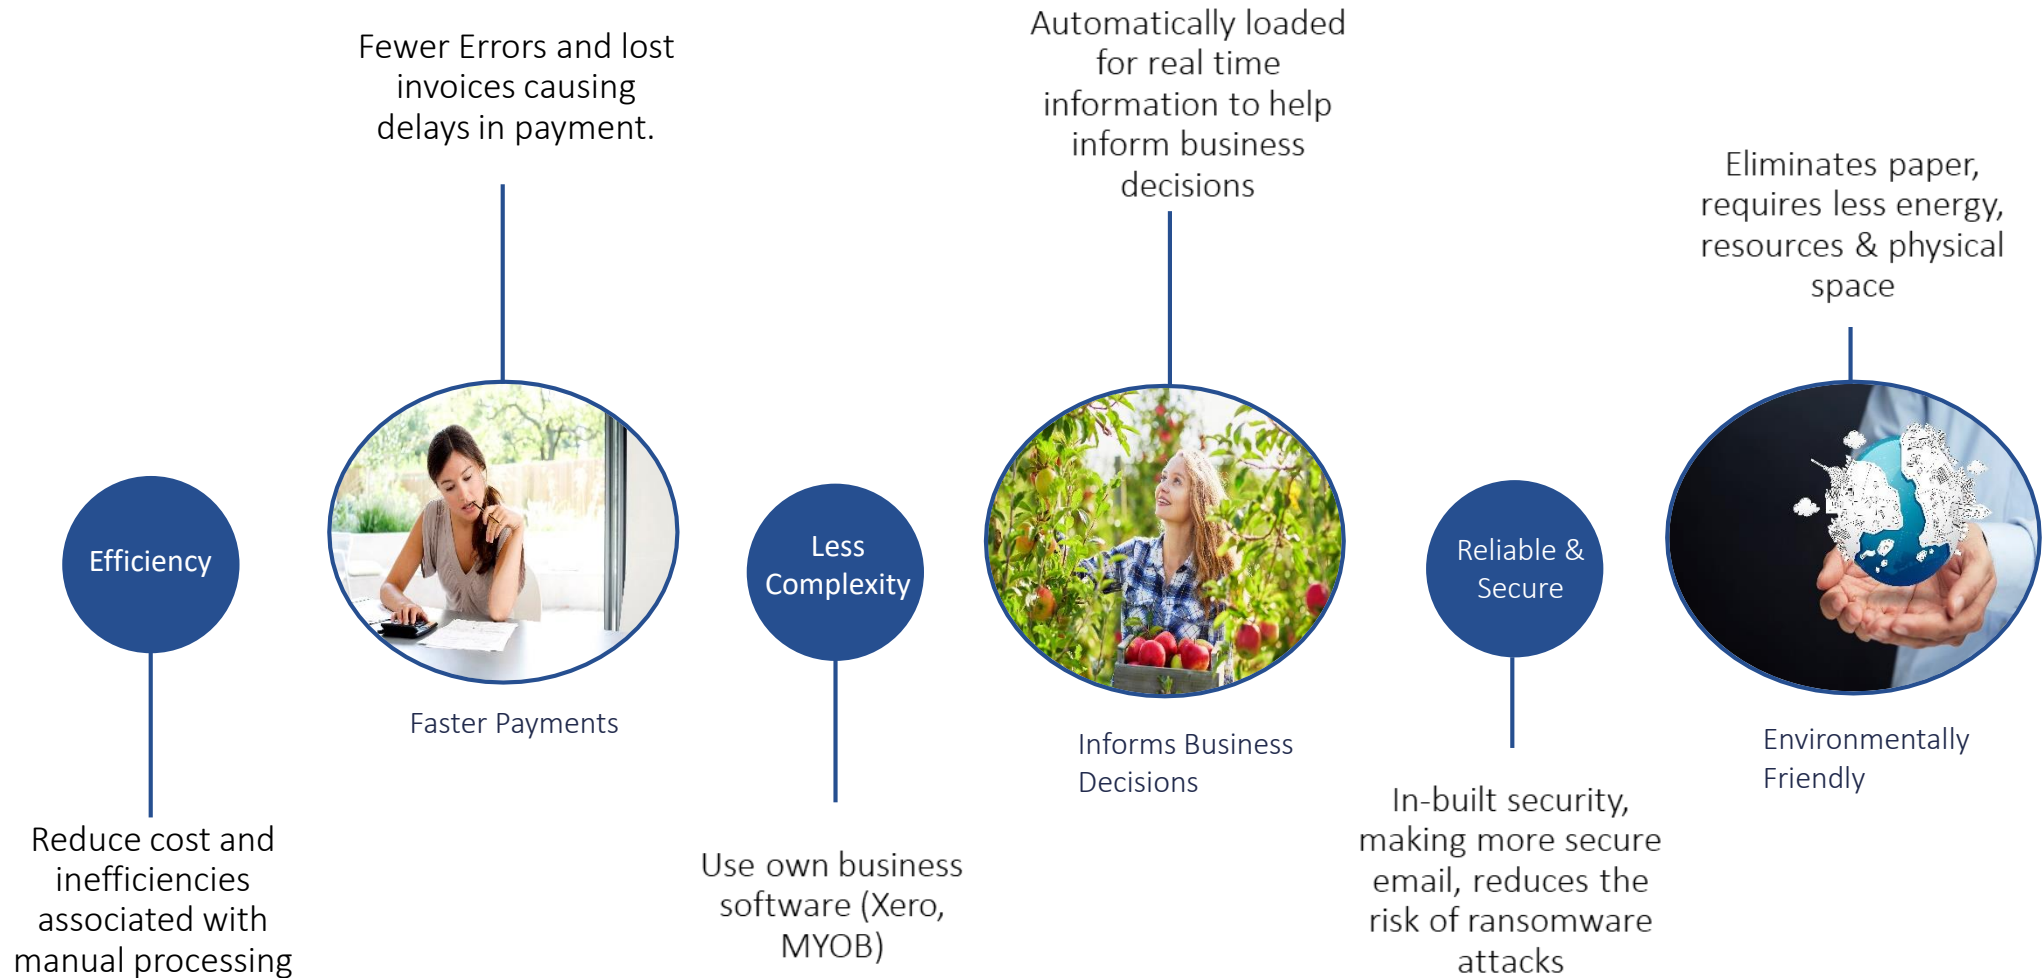 Fewer Errors and lost
invoices causing
delays in payment.
Automatically loaded
for real time
information to help
inform business
decisions
Eliminates paper,
requires less energy,
resources & physical
space
Efficiency
Less
Complexity
Reliable &
Secure
Faster Payments
Informs Business
Decisions
Environmentally
Friendly
Reduce cost and
inefficiencies
associated with
manual processing
Use own business
software (Xero,
MYOB)
In-built security,
making more secure
email, reduces the
risk of ransomware
attacks